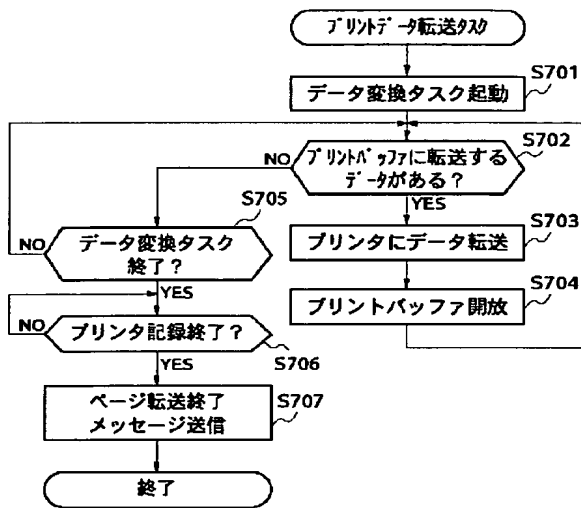 ﾌﾟﾘﾝﾄﾃﾞｰﾀ転送ﾀｽｸ
S701
データ変換タスク起動
S702
ﾌﾟﾘﾝﾄﾊﾞｯﾌｧに転送する
データがある？
NO
YES
S703
プリンタにデータ転送
S704
プリントバッファ開放
S705
データ変換タスク
終了？
NO
YES
プリンタ記録終了？
NO
S706
YES
S707
ページ転送終了
メッセージ送信
終了